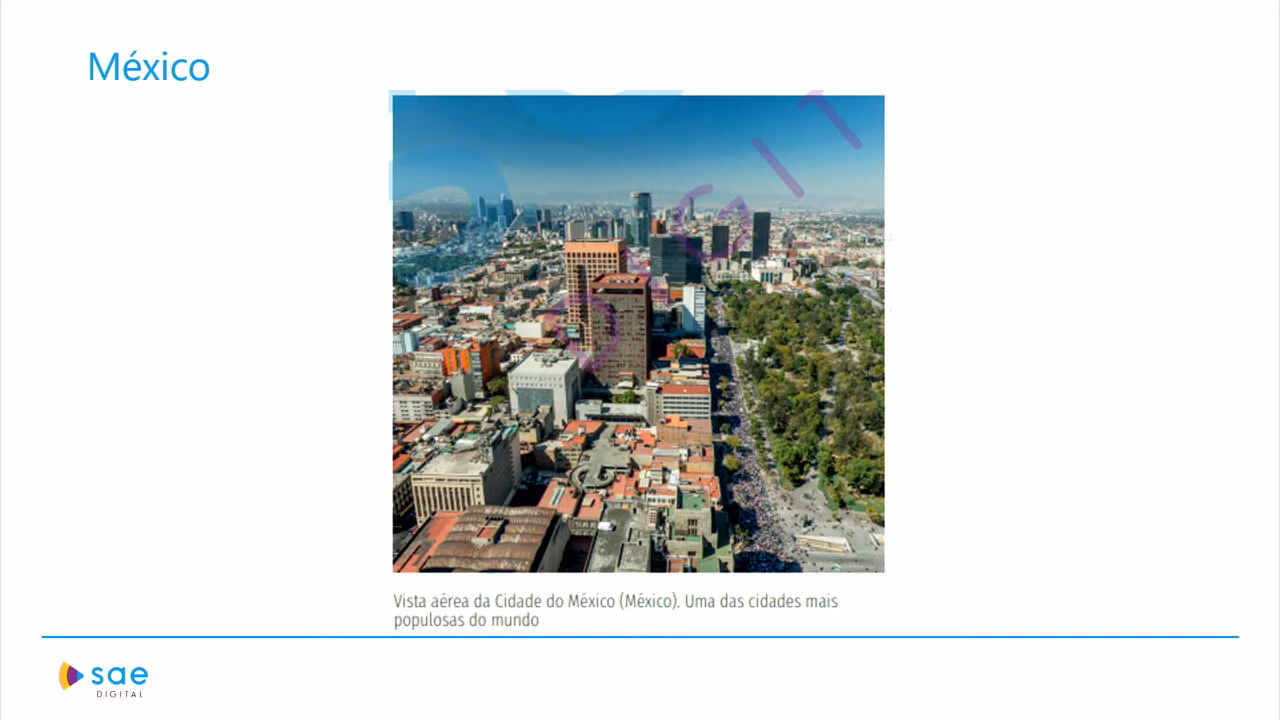 México
Vista aérea da Cidade do México (México). Uma das cidades mais
populosas do mundo
sae
DIGITAL